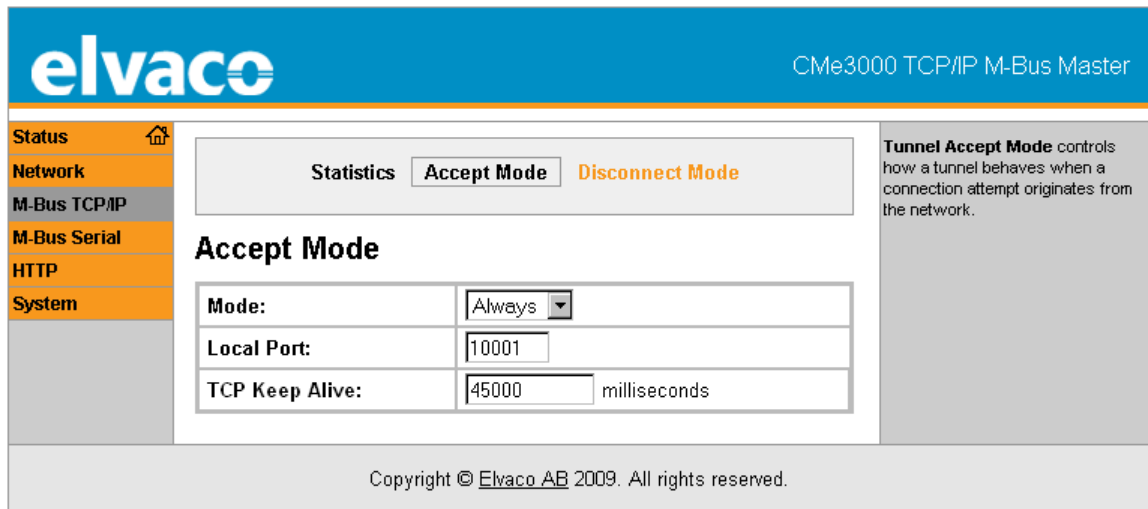 elvaco
CMe3000 TCP/IP M-Bus Master
Status
Network
M-Bus TCP/IP
M-Bus Serial
HTTP
System
Statistics Accept Mode Disconnect Mode
Accept Mode
Mode: Always
Local Port: 10001
TCP Keep Alive: 45000 milliseconds
Tunnel Accept Mode controls
how a tunnel behaves when a
connection attempt originates from
the network.
Copyright © Elvaco AB 2009. All rights reserved.